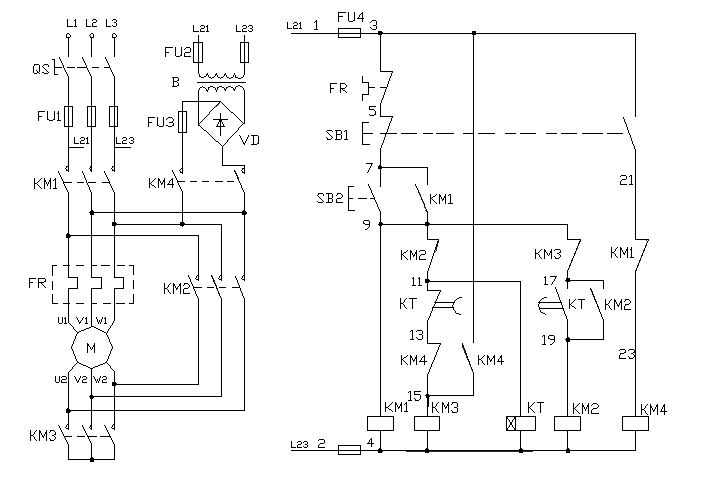 L1 L2 L3 L21 L23 L21 1 FU4 3
FU2
QS B FR
FU1 FU3 5
L21 L23 VD SB1
KM1 KM4 7 21
SB2 KM1
9
KM2 KM3 KM1
FR KM2 11 17
KT KT KM2
U1 V1 W1 13 19
M KM4 KM4 23
U2 V2 W2 15
KM1 KM3 KT KM2 KM4
KM3
L23 2 4